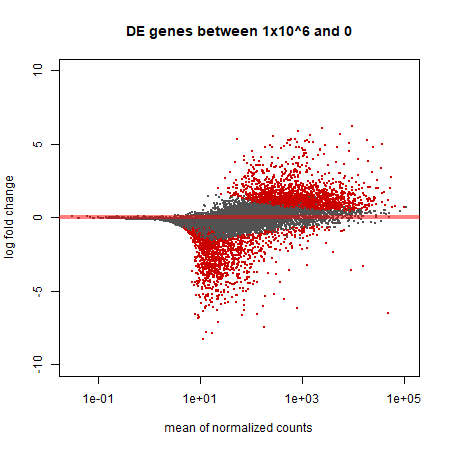 DE genes between 1x10^6 and 0
10
5
0
-5
-10
log fold change
1e-01
1e+01
1e+03
1e+05
mean of normalized counts